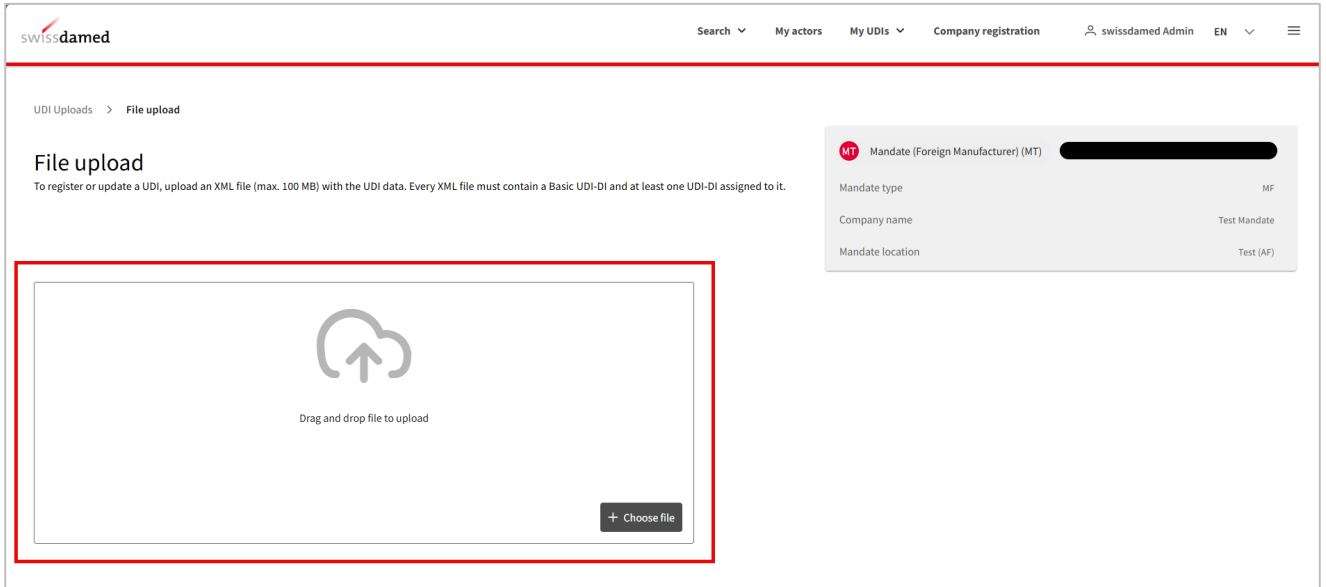 swissdamed
Search My actors My UDIs Company registration swissdamed Admin EN
UDI Uploads > File upload
File upload
To register or update a UDI, upload an XML file (max. 100 MB) with the UDI data. Every XML file must contain a Basic UDI-DI and at least one UDI-DI assigned to it.
MT Mandate (Foreign Manufacturer) (MT)
Mandate type MF
Company name Test Mandate
Mandate location Test (AF)
Drag and drop file to upload
+ Choose file